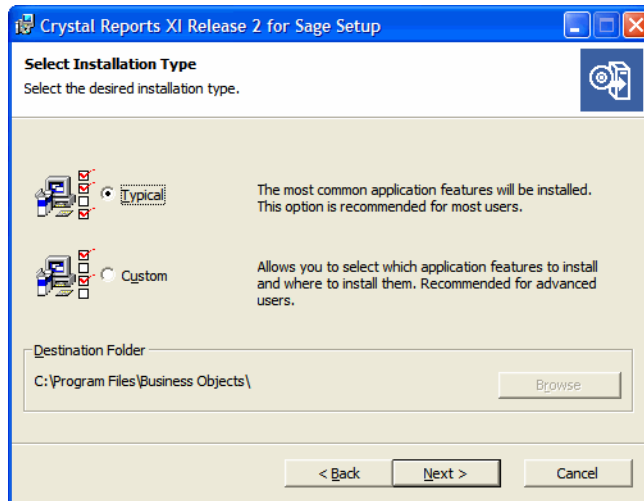 Crystal Reports XI Release 2 for Sage Setup
Select Installation Type
Select the desired installation type.
Typical
The most common application features will be installed.
This option is recommended for most users.
Custom
Allows you to select which application features to install
and where to install them. Recommended for advanced
users.
Destination Folder
C:\Program Files\Business Objects\
Browse
< Back
Next >
Cancel